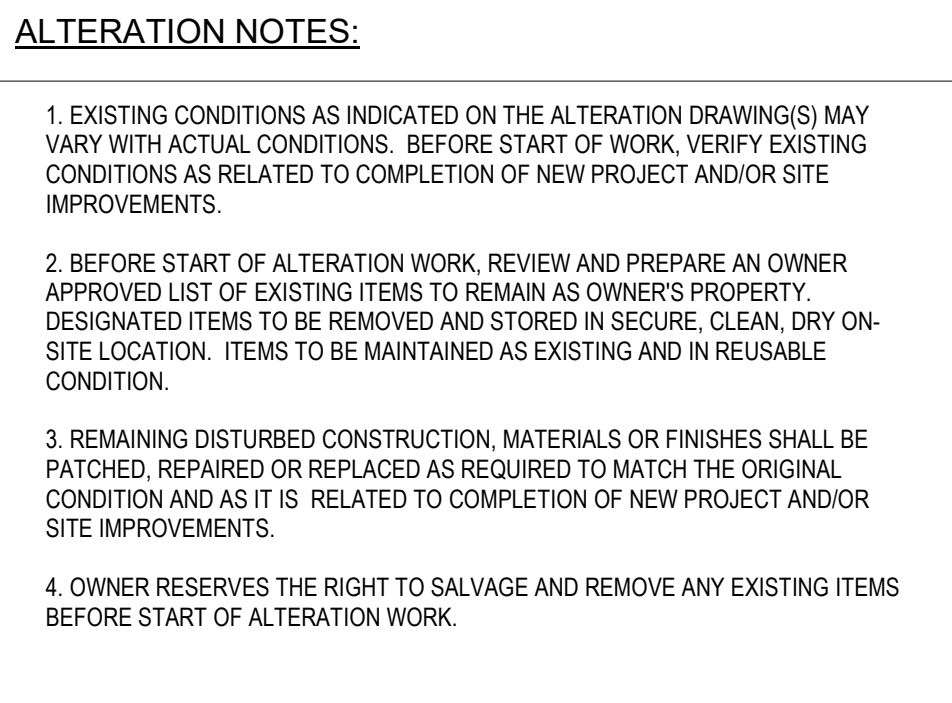 ALTERATION NOTES:
1. EXISTING CONDITIONS AS INDICATED ON THE ALTERATION DRAWING(S) MAY
VARY WITH ACTUAL CONDITIONS.  BEFORE START OF WORK, VERIFY EXISTING
CONDITIONS AS RELATED TO COMPLETION OF NEW PROJECT AND/OR SITE
IMPROVEMENTS.
2. BEFORE START OF ALTERATION WORK, REVIEW AND PREPARE AN OWNER
APPROVED LIST OF EXISTING ITEMS TO REMAIN AS OWNER'S PROPERTY.
DESIGNATED ITEMS TO BE REMOVED AND STORED IN SECURE, CLEAN, DRY ON-
SITE LOCATION.  ITEMS TO BE MAINTAINED AS EXISTING AND IN REUSABLE
CONDITION.
3. REMAINING DISTURBED CONSTRUCTION, MATERIALS OR FINISHES SHALL BE
PATCHED, REPAIRED OR REPLACED AS REQUIRED TO MATCH THE ORIGINAL
CONDITION AND AS IT IS  RELATED TO COMPLETION OF NEW PROJECT AND/OR
SITE IMPROVEMENTS.
4. OWNER RESERVES THE RIGHT TO SALVAGE AND REMOVE ANY EXISTING ITEMS
BEFORE START OF ALTERATION WORK.